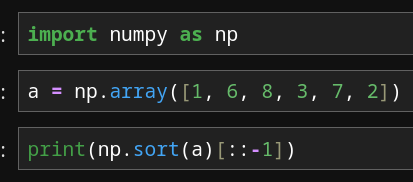 : import numpy as np
: a = np.array([1, 6, 8, 3, 7, 2])
: print(np.sort(a)[::-1])